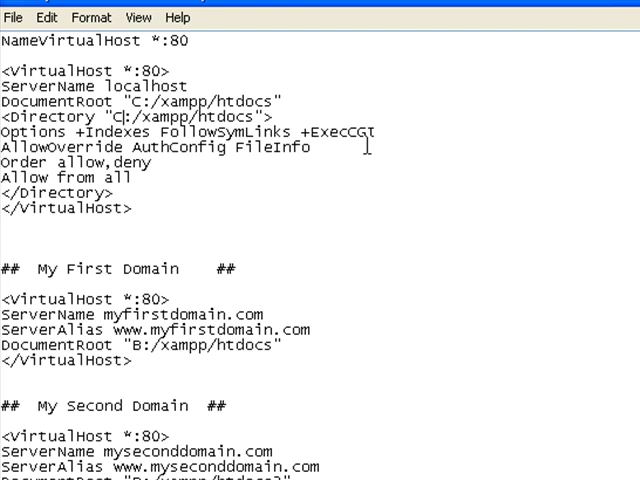 File Edit Format View Help
NameVirtualHost *:80
<VirtualHost *:80>
ServerName localhost
DocumentRoot "C:/xampp/htdocs"
<Directory "C:/xampp/htdocs">
Options +Indexes FollowSymLinks +ExecCGI
AllowOverride AuthConfig FileInfo
Order allow,deny
Allow from all
</Directory>
</VirtualHost>
## My First Domain ##
<VirtualHost *:80>
ServerName myfirstdomain.com
ServerAlias www.myfirstdomain.com
DocumentRoot "B:/xampp/htdocs"
</VirtualHost>
## My Second Domain ##
<VirtualHost *:80>
ServerName myseconddomain.com
ServerAlias www.myseconddomain.com